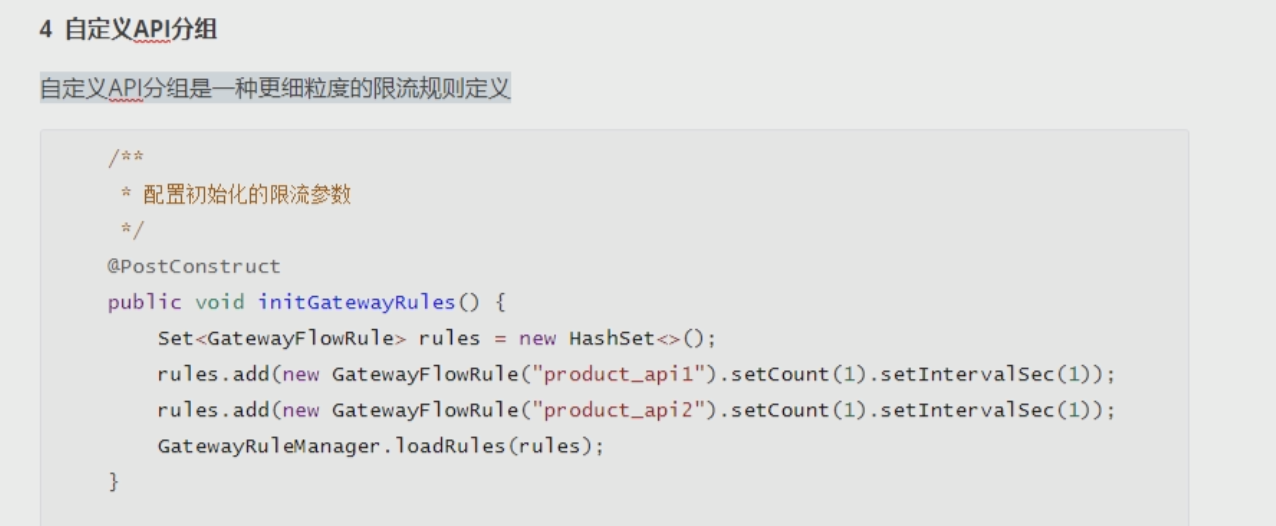 4 自定义API分组
自定义API分组是一种更细粒度的限流规则定义
/**
* 配置初始化的限流参数
*/
@PostConstruct
public void initGatewayRules() {
Set<GatewayFlowRule> rules = new HashSet<>();
rules.add(new GatewayFlowRule("product_api1").setCount(1).setIntervalSec(1));
rules.add(new GatewayFlowRule("product_api2").setCount(1).setIntervalSec(1));
GatewayRuleManager.loadRules(rules);
}